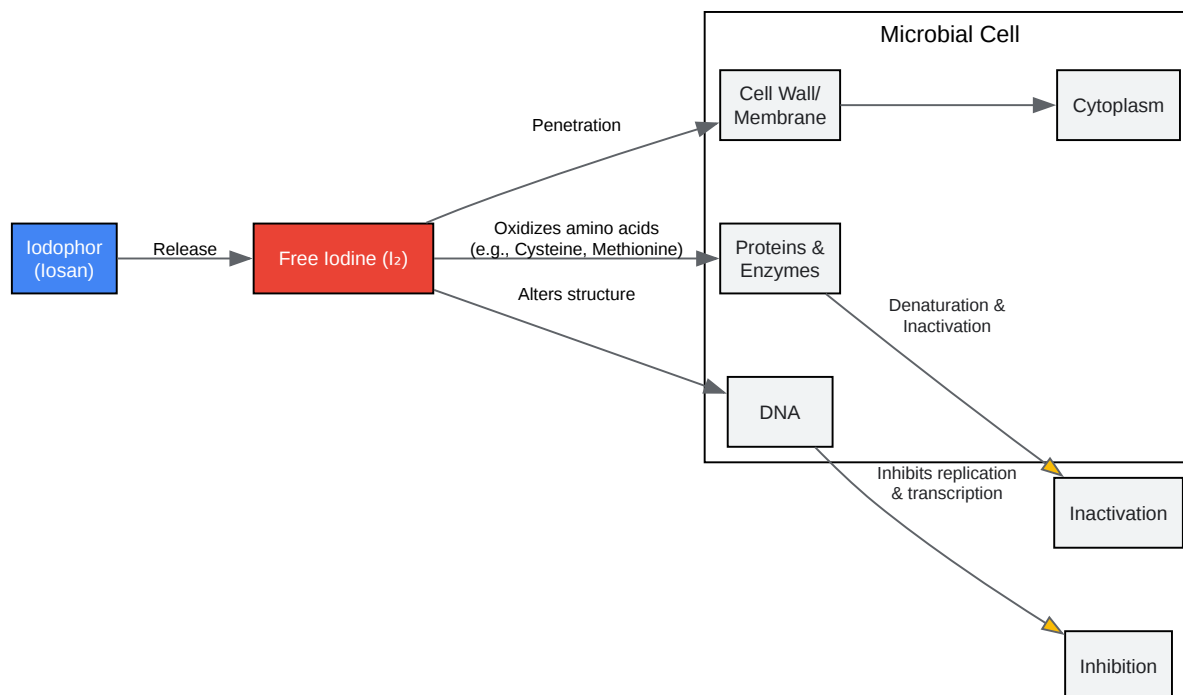 Microbial Cell
Cell Wall/
Membrane
Cytoplasm
Penetration
Iodophor
(Iosan)
Release
Free Iodine (I₂)
Oxidizes amino acids
(e.g., Cysteine, Methionine)
Proteins &
Enzymes
Alters structure
Denaturation &
Inactivation
DNA
Inhibits replication
& transcription
Inactivation
Inhibition